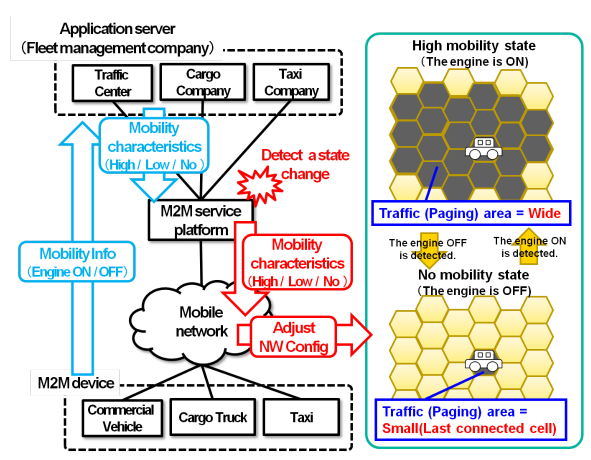 Application server
(Fleet management company)
Traffic
Center
Cargo
Company
Taxi
Company
Mobility
characteristics
(High / Low / No)
Detect a state
change
M2M service
platform
Mobility Info
(Engine ON / OFF)
Mobility
characteristics
(High / Low / No)
Mobile
network
Adjust
NW Config
M2M device
Commercial
Vehicle
Cargo Truck
Taxi
High mobility state
(The engine is ON)
Traffic (Paging) area = Wide
The engine OFF
is detected.
The engine ON
is detected.
No mobility state
(The engine is OFF)
Traffic (Paging) area =
Small(Last connected cell)